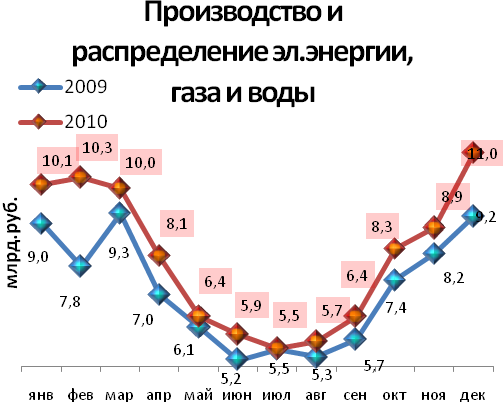 Производство и
распределение эл.энергии,
газа и воды
2009
2010
млрд.руб.
10,1 10,3 10,0 8,1 6,4 5,9 5,5 5,7 6,4 8,3 8,9 11,0
9,0 7,8 9,3 7,0 6,1 5,2 5,5 5,3 5,7 7,4 8,2 9,2
янв фев мар апр май июн июл авг сен окт ноя дек